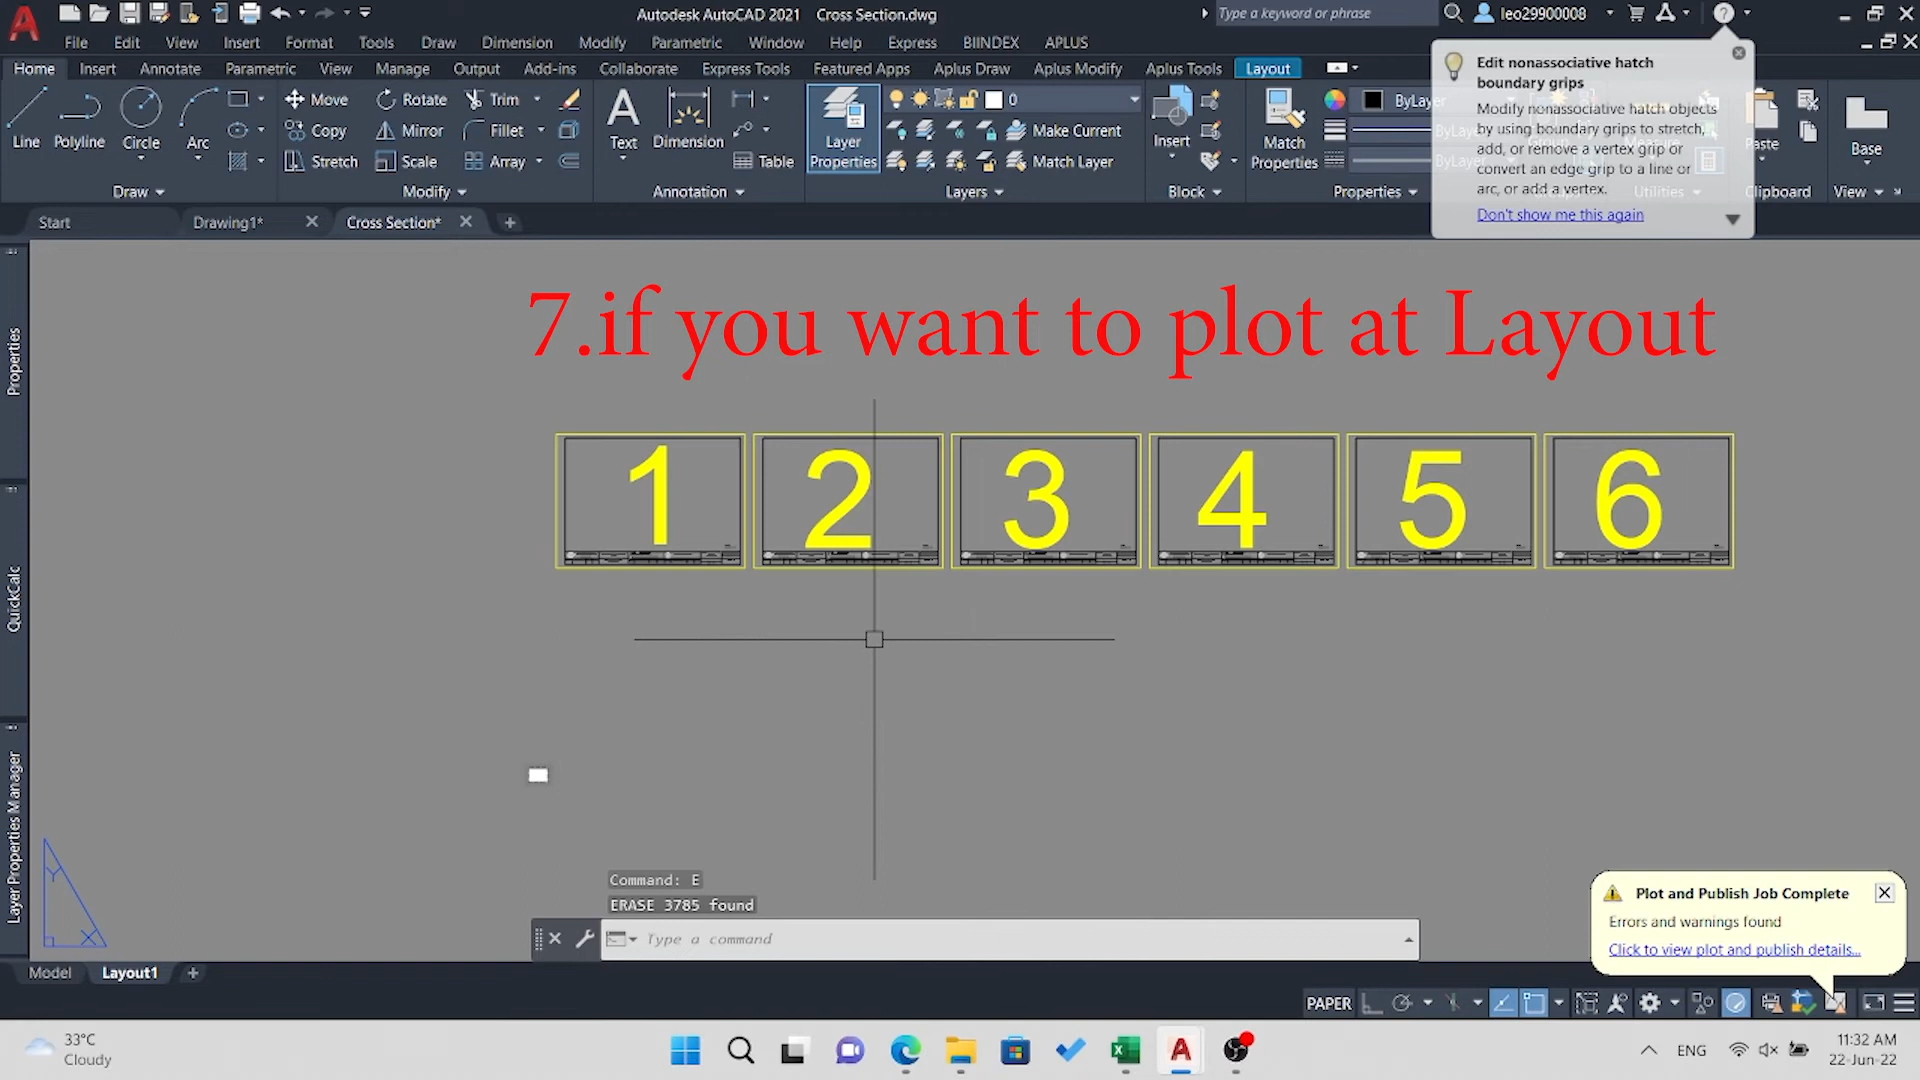 Autodesk AutoCAD 2021 Cross Section.dwg
Type a keyword or phrase
leo29900008
File Edit View Insert Format Tools Draw Dimension Modify Parametric Window Help Express BIINDEX APLUS
Home Insert Annotate Parametric View Manage Output Add-ins Collaborate Express Tools Featured Apps Aplus Draw Aplus Modify Aplus Tools Layout
Line Polyline Circle Arc
Draw
Move Rotate Trim
Copy Mirror Fillet
Stretch Scale Array
Modify
Text Dimension Table
Annotation
Layer Properties
0
Make Current
Match Layer
Layers
Insert
Block
Match Properties
ByLayer
Properties
Utilities
Paste
Clipboard
Base
View
Edit nonassociative hatch
boundary grips
Modify nonassociative hatch objects
by using boundary grips to stretch,
add, or remove a vertex grip or
convert an edge grip to a line or
arc, or add a vertex.
Don't show me this again
Start Drawing1* Cross Section*
Properties
QuickCalc
Layer Properties Manager
7.if you want to plot at Layout
1 2 3 4 5 6
Y
X
Command: E
ERASE 3785 found
Type a command
Plot and Publish Job Complete
Errors and warnings found
Click to view plot and publish details...
Model Layout1
PAPER
33°C
Cloudy
ENG
11:32 AM
22-Jun-22